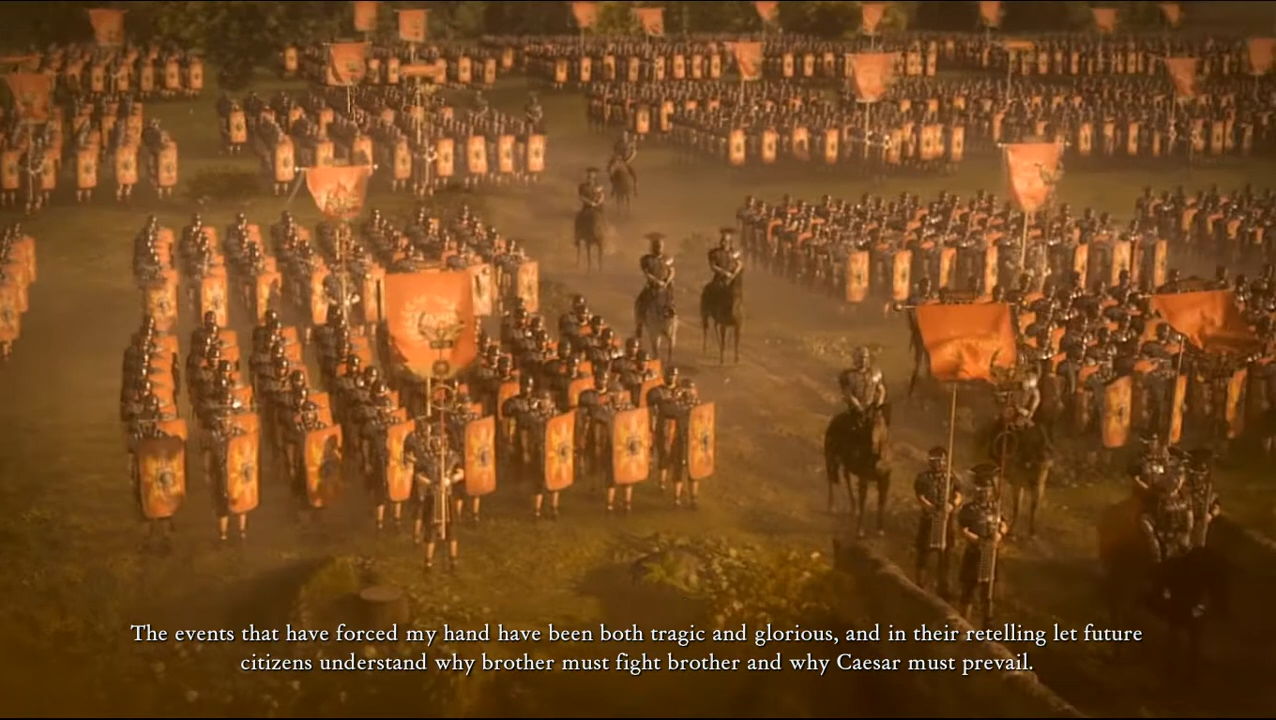 The events that have forced my hand have been both tragic and glorious, and in their retelling let future
citizens understand why brother must fight brother and why Caesar must prevail.